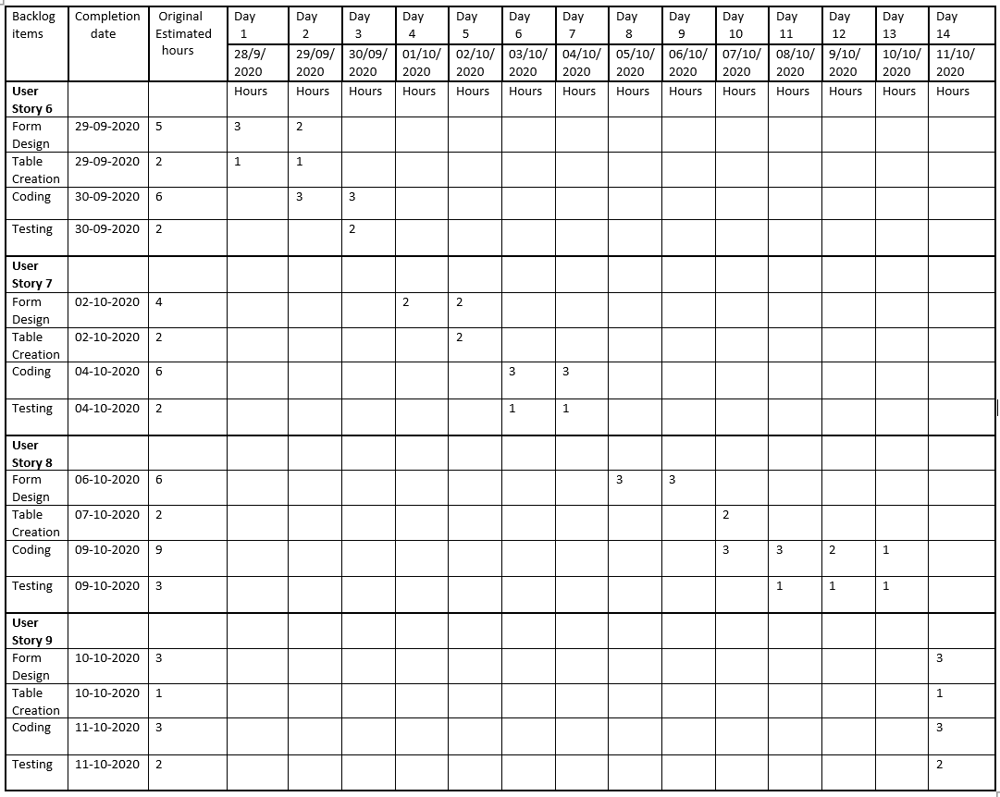 Backlog items Completion date Original Estimated hours Day 1 Day 2 Day 3 Day 4 Day 5 Day 6 Day 7 Day 8 Day 9 Day 10 Day 11 Day 12 Day 13 Day 14
28/9/2020 29/09/2020 30/09/2020 01/10/2020 02/10/2020 03/10/2020 04/10/2020 05/10/2020 06/10/2020 07/10/2020 08/10/2020 9/10/2020 10/10/2020 11/10/2020
User Story 6 Hours Hours Hours Hours Hours Hours Hours Hours Hours Hours Hours Hours Hours Hours
Form Design 29-09-2020 5 3 2
Table Creation 29-09-2020 2 1 1
Coding 30-09-2020 6 3 3
Testing 30-09-2020 2 2
User Story 7
Form Design 02-10-2020 4 2 2
Table Creation 02-10-2020 2 2
Coding 04-10-2020 6 3 3
Testing 04-10-2020 2 1 1
User Story 8
Form Design 06-10-2020 6 3 3
Table Creation 07-10-2020 2 2
Coding 09-10-2020 9 3 3 2 1
Testing 09-10-2020 3 1 1 1
User Story 9
Form Design 10-10-2020 3 3
Table Creation 10-10-2020 1 1
Coding 11-10-2020 3 3
Testing 11-10-2020 2 2